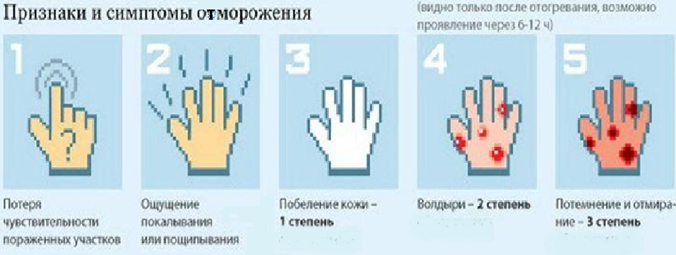 Признаки и симптомы отморожения
(видно только после отогревания, возможно
проявление через 6-12 ч)
1
2
3
4
5
Потеря
чувствительности
пораженных участков
Ощущение
покалывания
или пощипывания
Побеление кожи –
1 степень
Волдыри – 2 степень
Потемнение и отмира-
ние – 3 степень
?